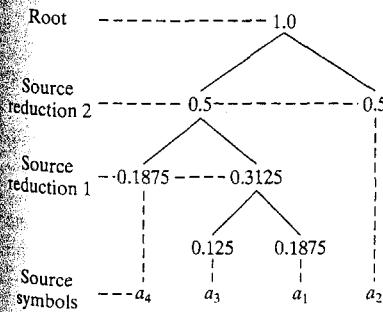 Root 1.0
Source reduction 2 0.5 0.5
Source reduction 1 0.1875 0.3125
0.125 0.1875
Source symbols a₄ a₃ a₁ a₂